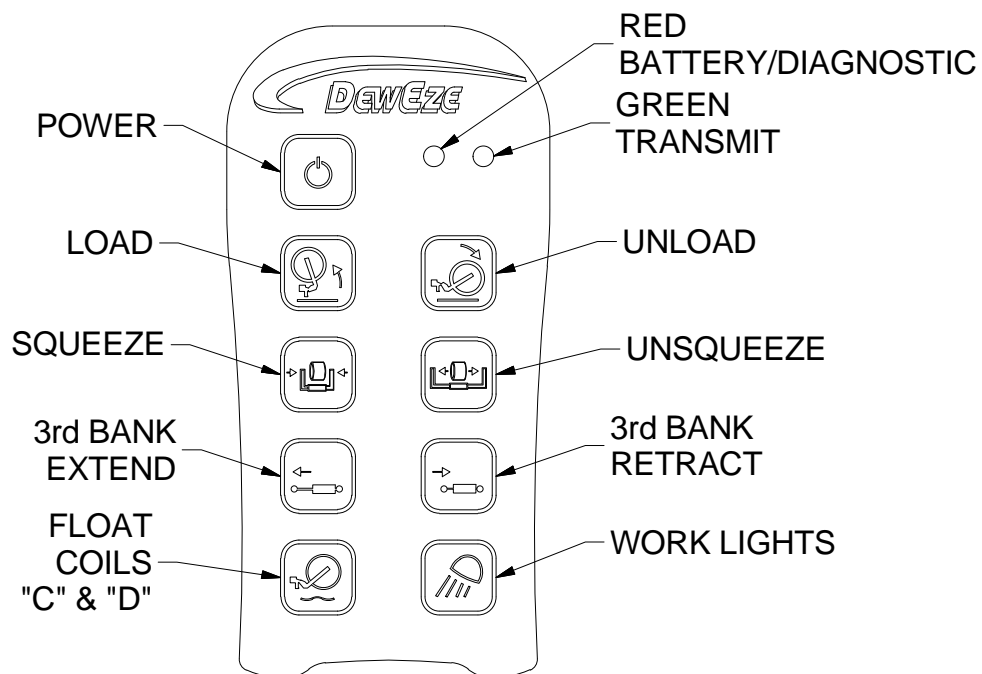 RED
BATTERY/DIAGNOSTIC
GREEN
TRANSMIT
DEWEZE
POWER
LOAD
UNLOAD
SQUEEZE
UNSQUEEZE
3rd BANK
EXTEND
3rd BANK
RETRACT
FLOAT
COILS
"C" & "D"
WORK LIGHTS